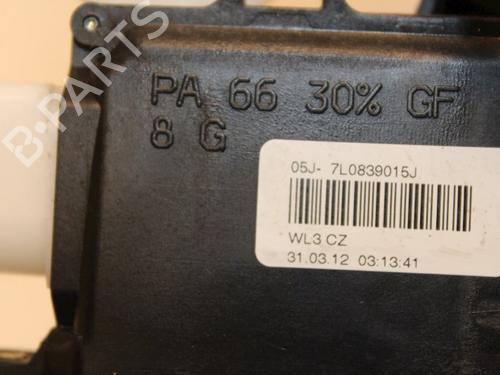 B-PARTS
PA 66 30% GF
8 G
05J- 7L0839015J
WL3 CZ
31.03.12 03:13:41